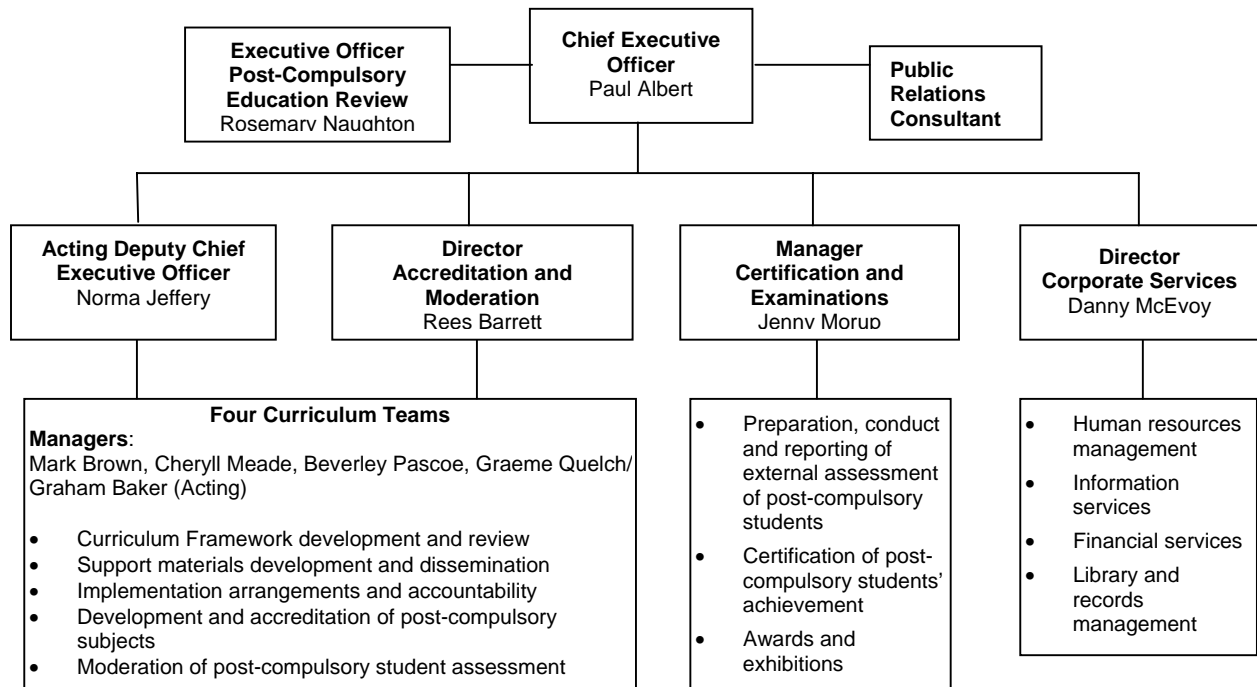 Executive Officer
Post-Compulsory
Education Review
Rosemary Naughton
Chief Executive
Officer
Paul Albert
Public
Relations
Consultant
Acting Deputy Chief
Executive Officer
Norma Jeffery
Director
Accreditation and
Moderation
Rees Barrett
Manager
Certification and
Examinations
Jenny Morup
Director
Corporate Services
Danny McEvoy
Four Curriculum Teams
Managers:
Mark Brown, Cheryll Meade, Beverley Pascoe, Graeme Quelch/
Graham Baker (Acting)
• Curriculum Framework development and review
• Support materials development and dissemination
• Implementation arrangements and accountability
• Development and accreditation of post-compulsory
subjects
• Moderation of post-compulsory student assessment
• Preparation, conduct
and reporting of
external assessment
of post-compulsory
students
• Certification of post-
compulsory students’
achievement
• Awards and
exhibitions
• Human resources
management
• Information
services
• Financial services
• Library and
records
management